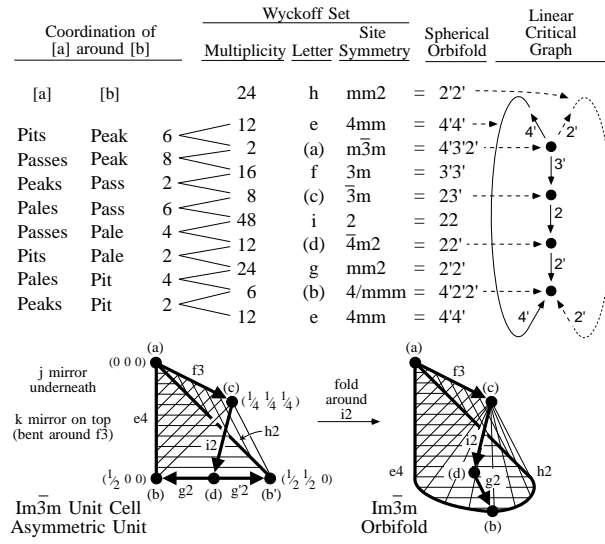 Coordination of
[a] around [b]
Wyckoff Set
Multiplicity Letter Site Symmetry
Spherical Orbifold
Linear Critical Graph
[a] [b] 24 h mm2 = 2'2'
12 e 4mm = 4'4'
Pits Peak 6
2 (a) m3̅m = 4'3'2'
Passes Peak 8
16 f 3m = 3'3'
Peaks Pass 2
8 (c) 3̅m = 23'
Pales Pass 6
48 i 2 = 22
Passes Pale 4
12 (d) 4̅m2 = 22'
Pits Pale 2
24 g mm2 = 2'2'
Pales Pit 4
6 (b) 4/mmm = 4'2'2'
Peaks Pit 2
12 e 4mm = 4'4'
4' 2'
3'
2
2'
4' 2'
(a)
(0 0 0)
f3
j mirror
underneath
(c)
(1/4 1/4 1/4)
k mirror on top
(bent around f3)
e4
i2
h2
(1/2 0 0)
(b) g2 (d) g'2 (b')
(1/2 1/2 0)
Im3̅m Unit Cell
Asymmetric Unit
fold
around
i2
(a)
f3
(c)
i2
e4
(d)
h2
g2
(b)
Im3̅m
Orbifold